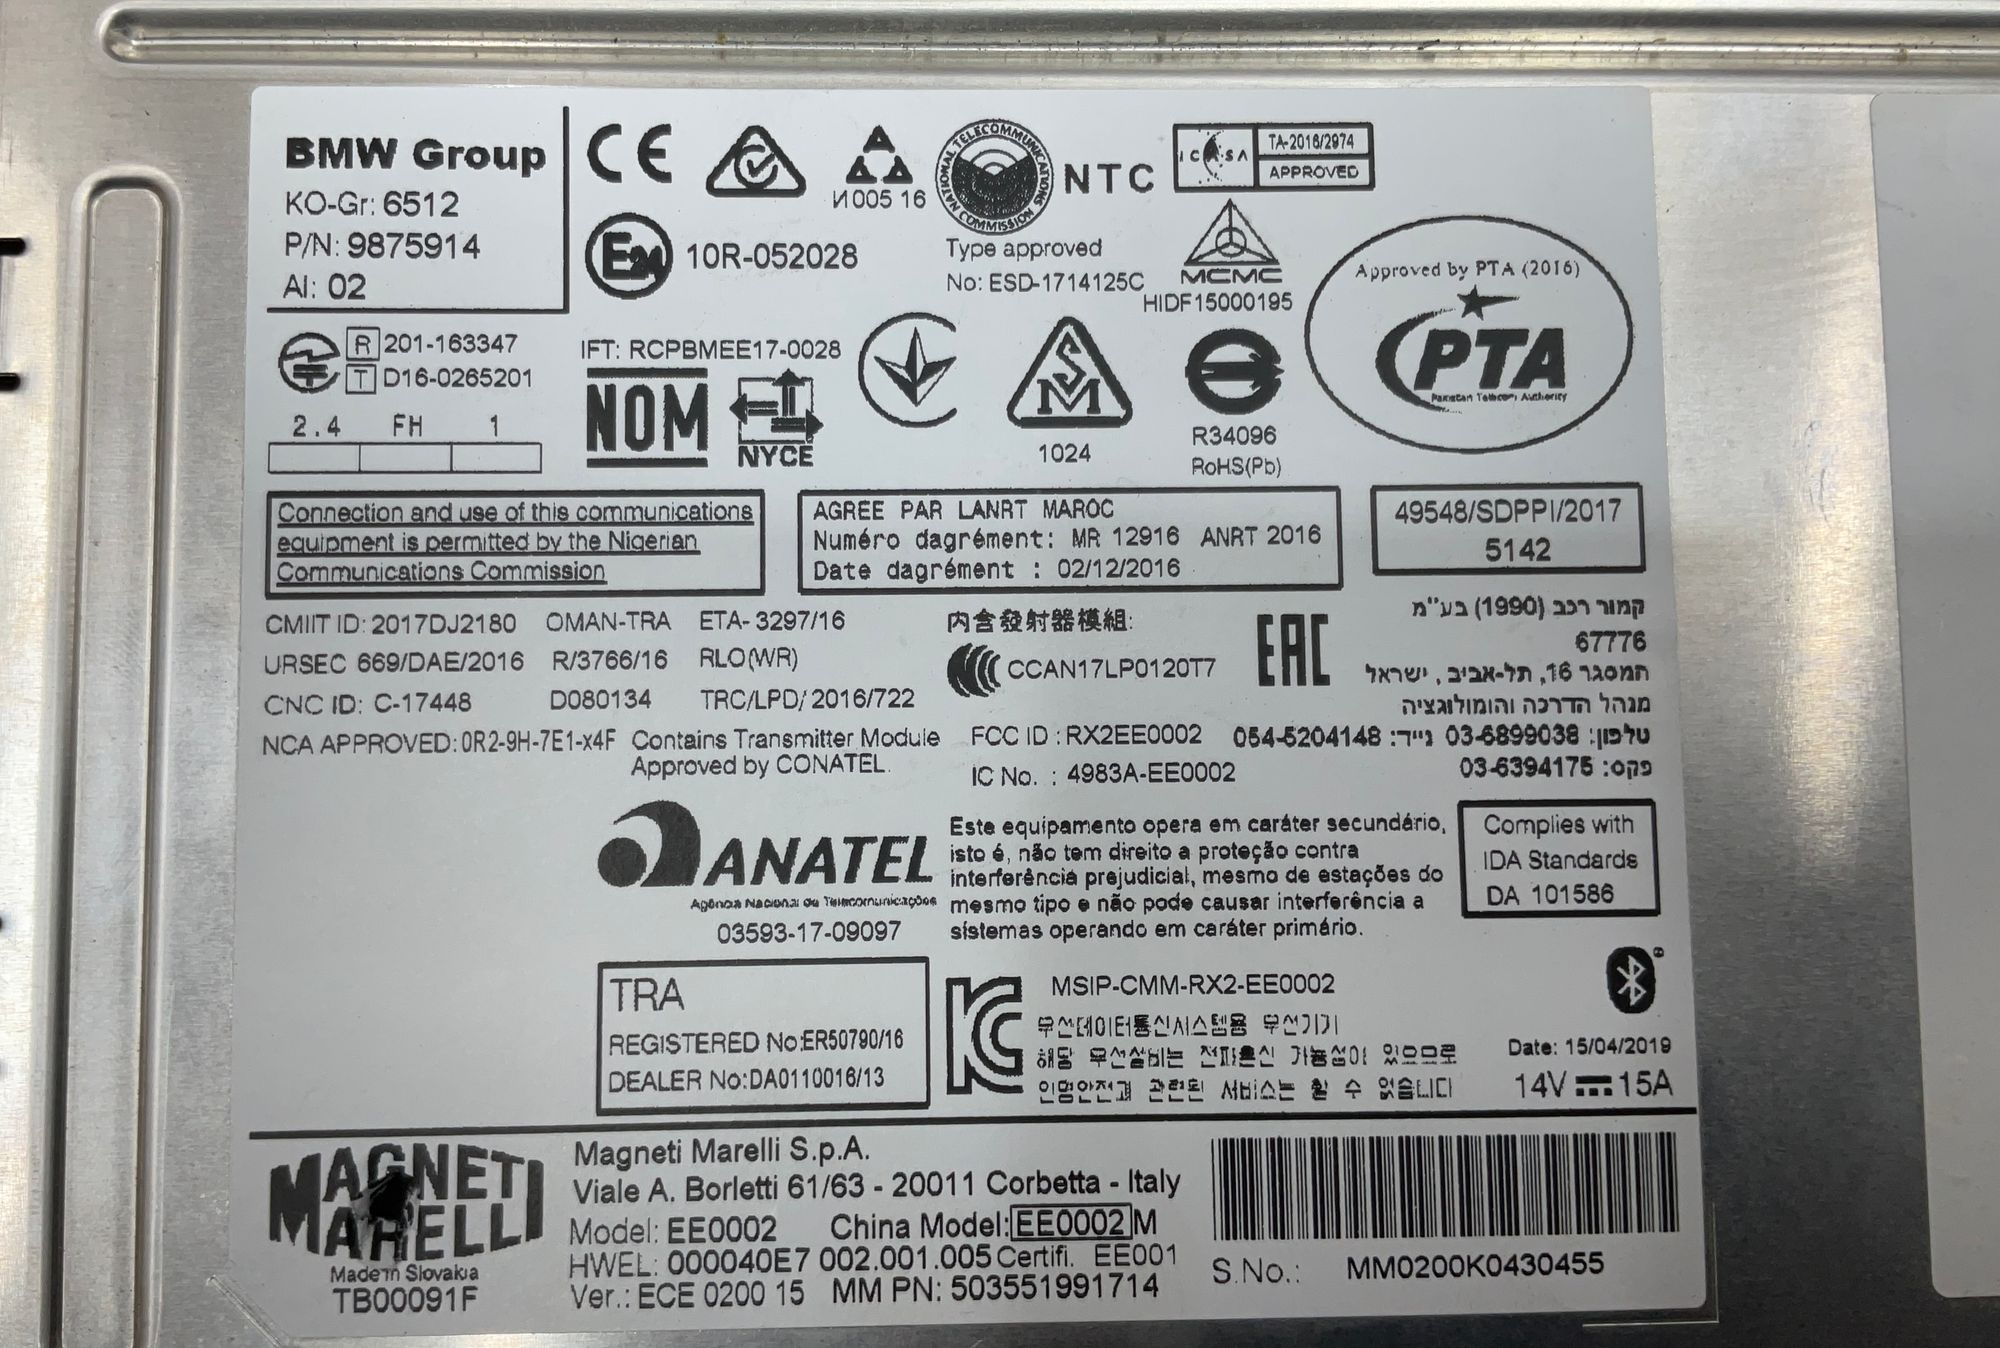 BMW Group
KO-Gr: 6512
P/N: 9875914
AI: 02
CE
И005 16
NATIONAL TELECOMMUNICATIONS COMMISSION
NTC
Type approved
No: ESD-1714125C
ICASA
TA-2016/2974
APPROVED
E24 10R-052028
MCMC
HIDF15000195
Approved by PTA (2016)
PTA
Pakistan Telecom Authority
R 201-163347
T D16-0265201
2.4 FH 1
IFT: RCPBMEE17-0028
NOM
NYCE
SM
1024
R34096
RoHS(Pb)
Connection and use of this communications
equipment is permitted by the Nigerian
Communications Commission
AGREE PAR LANRT MAROC
Numéro dagrément: MR 12916 ANRT 2016
Date dagrément : 02/12/2016
49548/SDPPI/2017
5142
CMIIT ID: 2017DJ2180 OMAN-TRA ETA- 3297/16
URSEC 669/DAE/2016 R/3766/16 RLO(WR)
CNC ID: C-17448 D080134 TRC/LPD/2016/722
NCA APPROVED: 0R2-9H-7E1-x4F
Contains Transmitter Module
Approved by CONATEL.
內含發射器模組:
CCAN17LP0120T7
EAC
FCC ID : RX2EE0002
IC No. : 4983A-EE0002
קמור רכב (1990) בע"מ
67776
המסגר 16, תל-אביב, ישראל
מנהל הדרכה והומולוגציה
טלפון: 03-6899038 נייד: 054-5204148
פקס: 03-6394175
ANATEL
Agência Nacional de Telecomunicações
03593-17-09097
Este equipamento opera em caráter secundário,
isto é, não tem direito a proteção contra
interferência prejudicial, mesmo de estações do
mesmo tipo e não pode causar interferência a
sistemas operando em caráter primário.
Complies with
IDA Standards
DA 101586
TRA
REGISTERED No:ER50790/16
DEALER No:DA0110016/13
MSIP-CMM-RX2-EE0002
무선데이터통신시스템용 무선기기
해당 무선설비는 전파혼신 가능성이 있으므로
인명안전과 관련된 서비스는 할 수 없습니다
Date: 15/04/2019
14V 15A
MAGNETI
MARELLI
Made in Slovakia
TB00091F
Magneti Marelli S.p.A.
Viale A. Borletti 61/63 - 20011 Corbetta - Italy
Model: EE0002 China Model: EE0002 M
HWEL: 000040E7 002.001.005 Certifi. EE001
Ver.: ECE 0200 15 MM PN: 503551991714
S.No.: MM0200K0430455